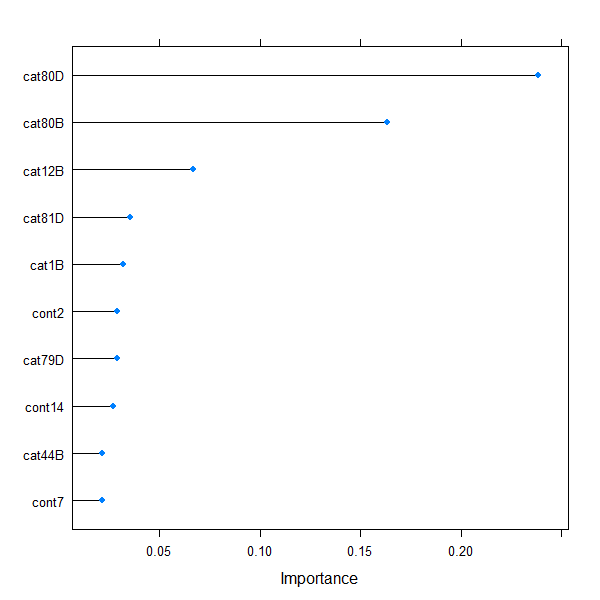 cat80D
cat80B
cat12B
cat81D
cat1B
cont2
cat79D
cont14
cat44B
cont7
0.05 0.10 0.15 0.20
Importance